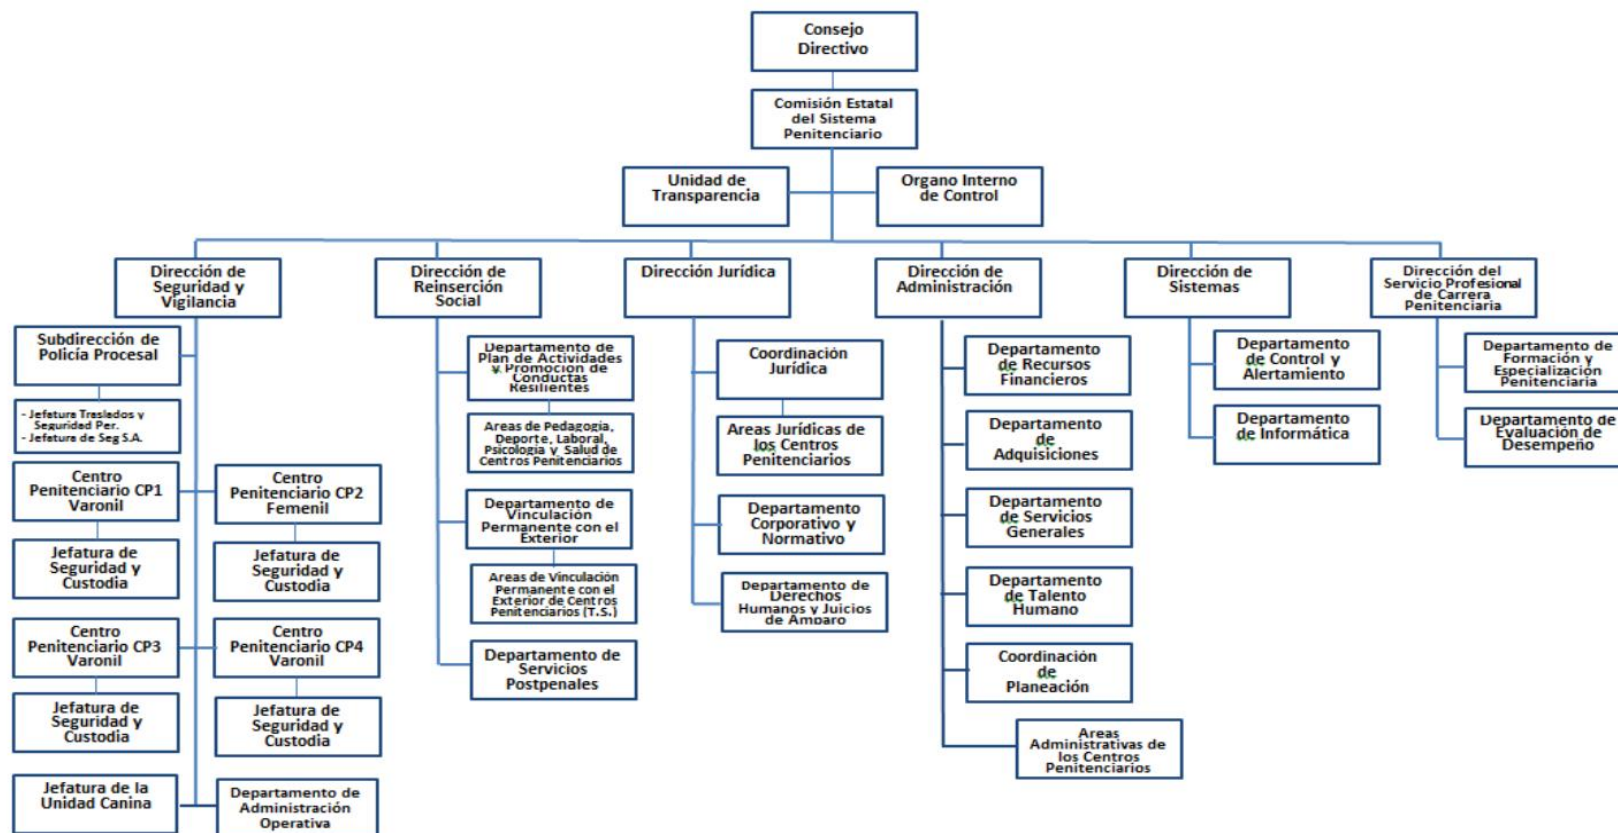 Consejo
Directivo
Comisión Estatal
del Sistema
Penitenciario
Unidad de
Transparencia
Organo Interno
de Control
Dirección de
Seguridad y
Vigilancia
Dirección de
Reinserción
Social
Dirección Jurídica
Dirección de
Administración
Dirección de
Sistemas
Dirección del
Servicio Profesional
de Carrera
Penitenciaria
Subdirección de
Policía Procesal
- Jefatura Traslados y
Seguridad Per.
- Jefatura de Seg S.A.
Centro
Penitenciario CP1
Varonil
Centro
Penitenciario CP2
Femenil
Jefatura de
Seguridad y
Custodia
Jefatura de
Seguridad y
Custodia
Centro
Penitenciario CP3
Varonil
Centro
Penitenciario CP4
Varonil
Jefatura de
Seguridad y
Custodia
Jefatura de
Seguridad y
Custodia
Jefatura de la
Unidad Canina
Departamento de
Administración
Operativa
Departamento de
Plan de Actividades
y Promoción de
Conductas
Resilientes
Areas de Pedagogía,
Deporte, Laboral,
Psicología y Salud de
Centros Penitenciarios
Departamento de
Vinculación
Permanente con el
Exterior
Areas de Vinculación
Permanente con el
Exterior de Centros
Penitenciarios (T.S.)
Departamento de
Servicios
Postpenales
Coordinación
Jurídica
Areas Jurídicas de
los Centros
Penitenciarios
Departamento
Corporativo y
Normativo
Departamento de
Derechos
Humanos y Juicios
de Amparo
Departamento
de Recursos
Financieros
Departamento
de
Adquisiciones
Departamento
de Servicios
Generales
Departamento
de Talento
Humano
Coordinación
de
Planeación
Areas
Administrativas de
los Centros
Penitenciarios
Departamento
de Control y
Alertamiento
Departamento
de Informática
Departamento de
Formación y
Especialización
Penitenciaria
Departamento de
Evaluación de
Desempeño